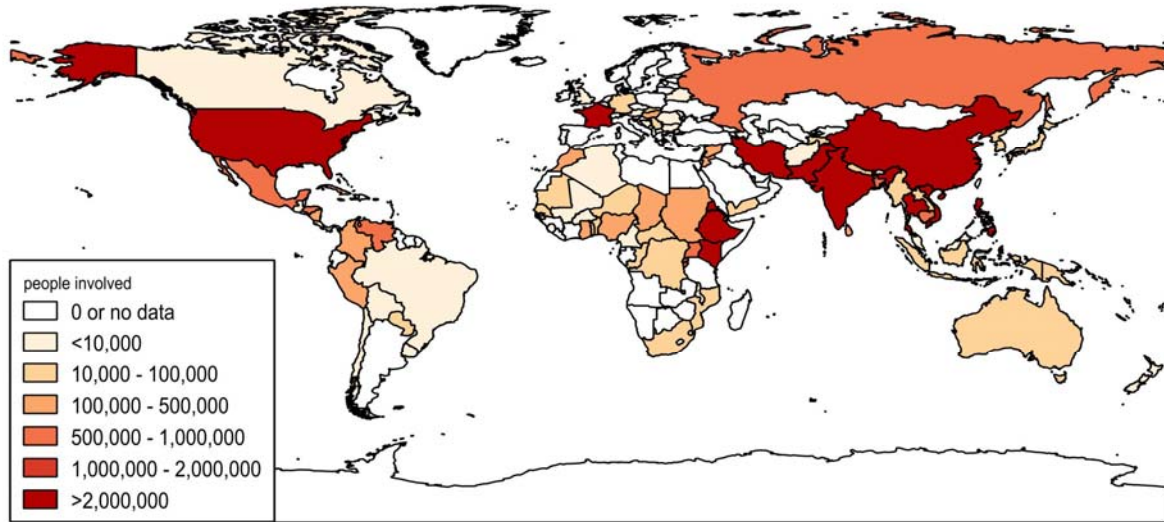 people involved
0 or no data
<10,000
10,000 - 100,000
100,000 - 500,000
500,000 - 1,000,000
1,000,000 - 2,000,000
>2,000,000